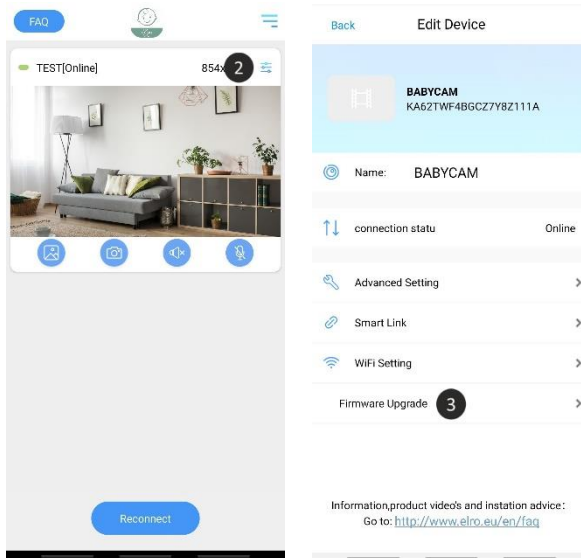 FAQ
TEST[Online]
854x
2
Reconnect
Back
Edit Device
BABYCAM
KA62TWF4BGCZ7Y8Z111A
Name:
BABYCAM
connection statu
Online
Advanced Setting
Smart Link
WiFi Setting
Firmware Upgrade
3
Information,product video's and instation advice:
Go to: http://www.elro.eu/en/faq